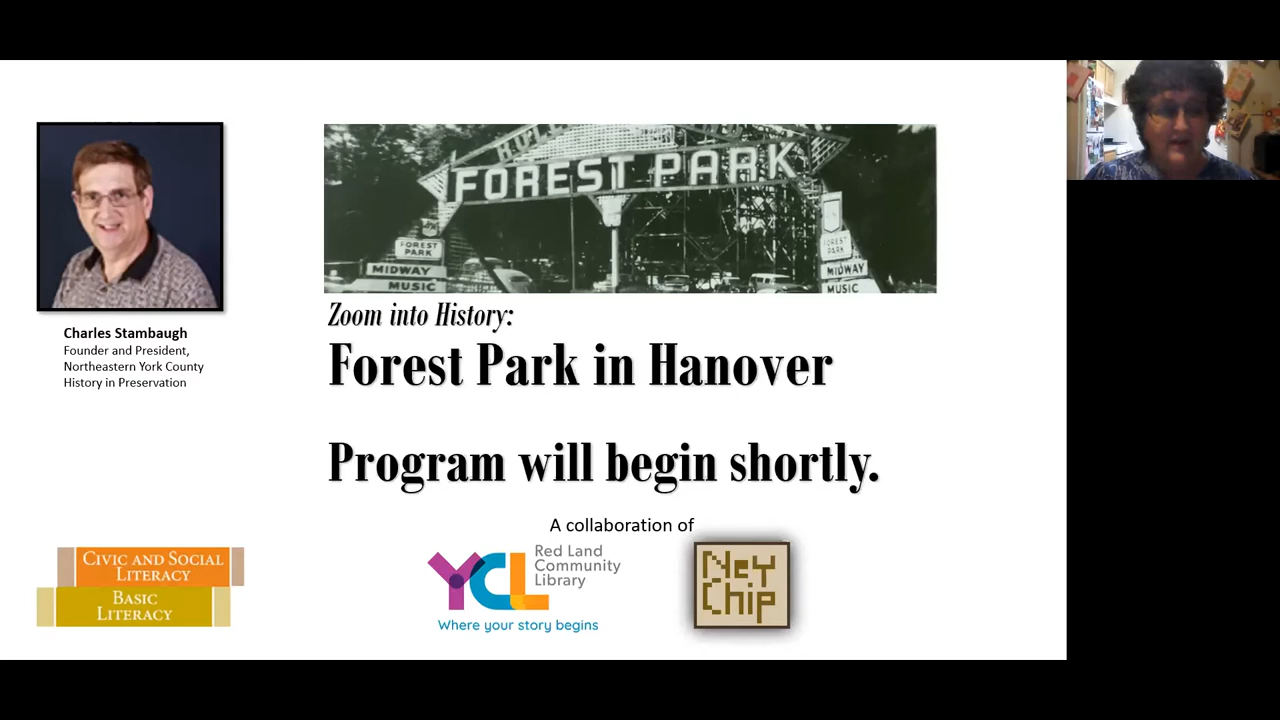 FOREST PARK
FOREST
PARK
MIDWAY
MUSIC
FOREST
PARK
MIDWAY
MUSIC
Charles Stambaugh
Founder and President,
Northeastern York County
History in Preservation
Zoom into History:
Forest Park in Hanover
Program will begin shortly.
A collaboration of
YCL
Red Land
Community
Library
Where your story begins
NeY
Chip
Civic and Social
Literacy
Basic
Literacy